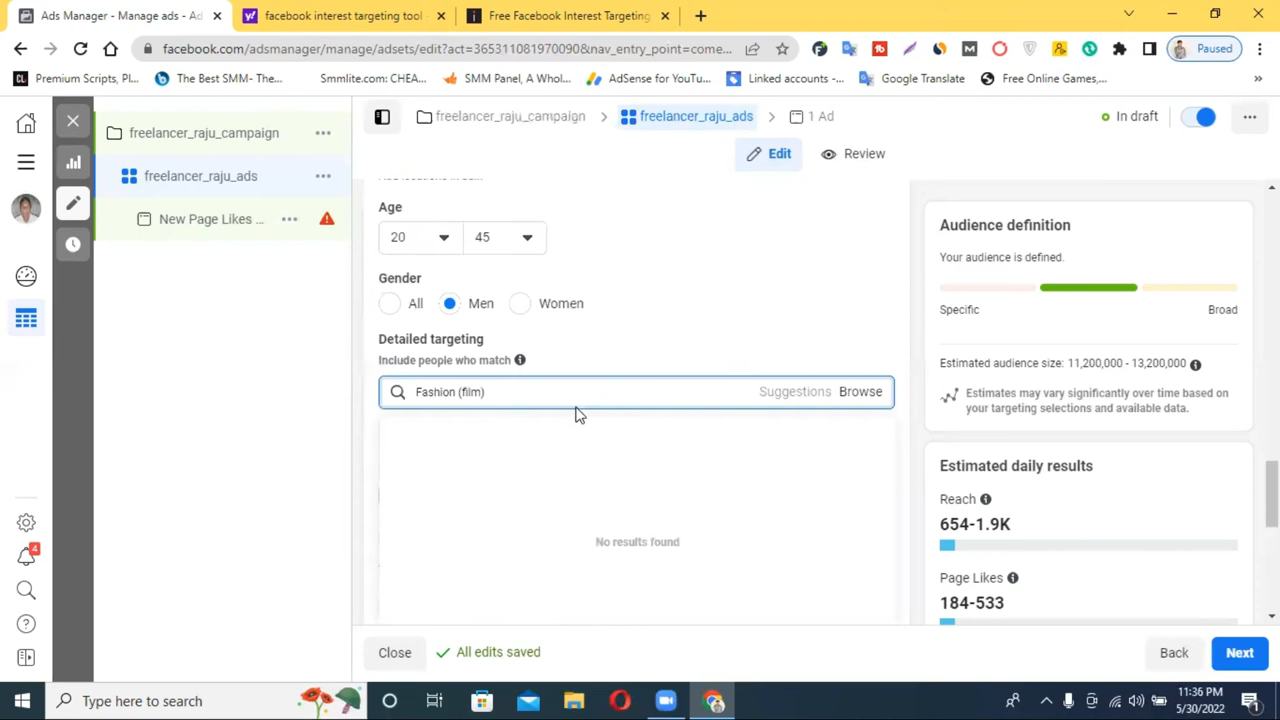 Ads Manager - Manage ads - Ad
facebook interest targeting tool -
Free Facebook Interest Targeting
facebook.com/adsmanager/manage/adsets/edit?act=3653110819700908&nav_entry_point=come...
Paused
Premium Scripts, Pl...
The Best SMM- The...
Smmlite.com: CHEA...
SMM Panel, A Whol...
AdSense for YouTu...
Linked accounts -...
Google Translate
Free Online Games,...
»
freelancer_raju_campaign
freelancer_raju_ads
New Page Likes ...
freelancer_raju_campaign
freelancer_raju_ads
1 Ad
In draft
Edit
Review
Age
20
45
Gender
All
Men
Women
Detailed targeting
Include people who match
Fashion (film)
Suggestions
Browse
No results found
Audience definition
Your audience is defined.
Specific
Broad
Estimated audience size: 11,200,000 - 13,200,000
Estimates may vary significantly over time based on
your targeting selections and available data.
Estimated daily results
Reach
654-1.9K
Page Likes
184-533
4
Close
All edits saved
Back
Next
Type here to search
11:36 PM
5/30/2022
1